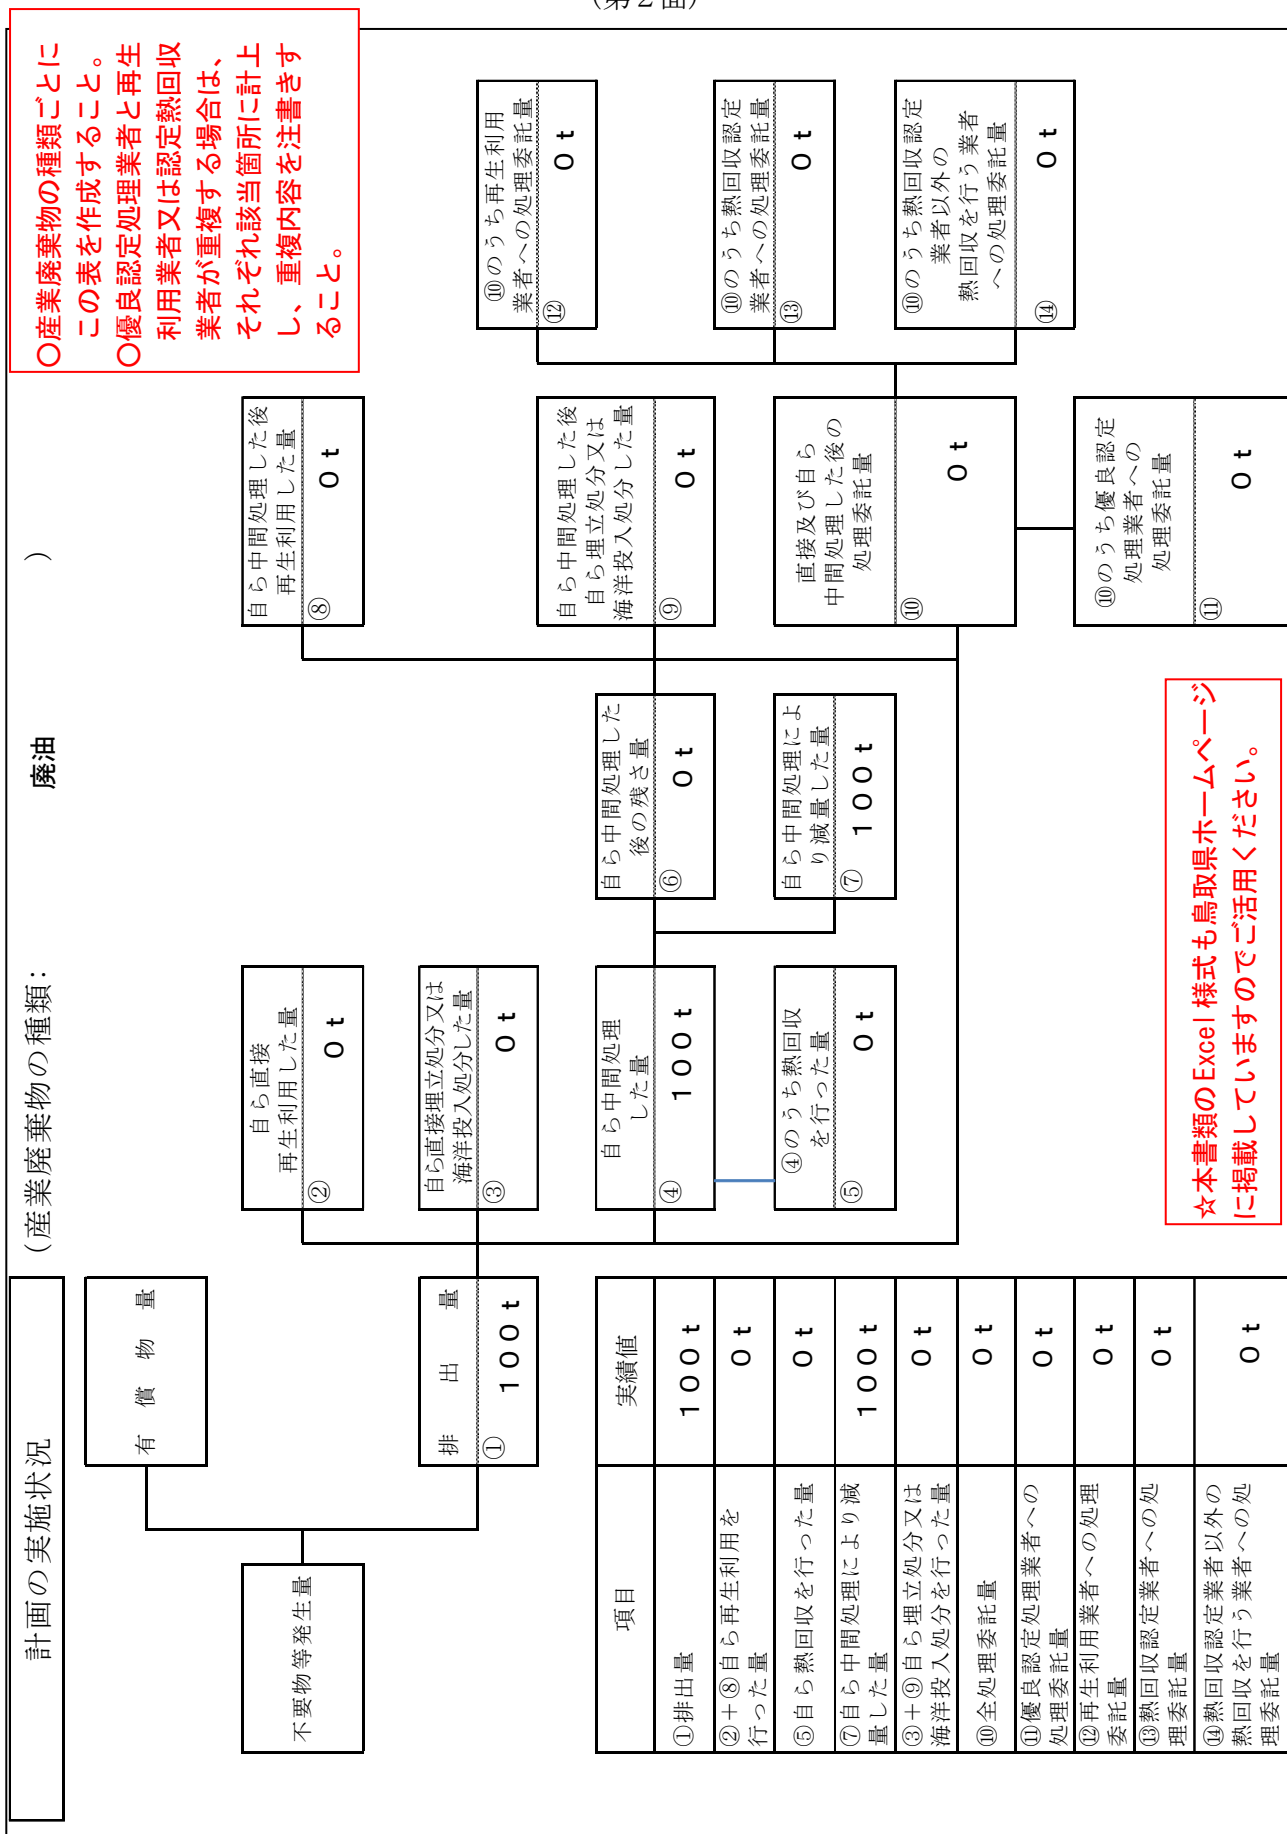 （第２面）
計画の実施状況
（産業廃棄物の種類：
廃油
）
○産業廃棄物の種類ごとに
この表を作成すること。
○優良認定処理業者と再生
利用業者又は認定熱回収
業者が重複する場合は、
それぞれ該当箇所に計上
し、重複内容を注書きす
ること。
不要物等発生量
有償物量
排出量
① １００ｔ
自ら直接
再生利用した量
② ０ｔ
自ら直接埋立処分又は
海洋投入処分した量
③ ０ｔ
自ら中間処理
した量
④ １００ｔ
④のうち熱回収
を行った量
⑤ ０ｔ
自ら中間処理した
後の残さ量
⑥ ０ｔ
自ら中間処理によ
り減量した量
⑦ １００ｔ
自ら中間処理した後
再生利用した量
⑧ ０ｔ
自ら中間処理した後
自ら埋立処分又は
海洋投入処分した量
⑨ ０ｔ
直接及び自ら
中間処理した後の
処理委託量
⑩ ０ｔ
⑩のうち優良認定
処理業者への
処理委託量
⑪ ０ｔ
⑩のうち再生利用
業者への処理委託量
⑫ ０ｔ
⑩のうち熱回収認定
業者への処理委託量
⑬ ０ｔ
⑩のうち熱回収認定
業者以外の
熱回収を行う業者
への処理委託量
⑭ ０ｔ
項目 実績値
①排出量 １００ｔ
②＋⑧自ら再生利用を
行った量 ０ｔ
⑤自ら熱回収を行った量 ０ｔ
⑦自ら中間処理により減
量した量 １００ｔ
③＋⑨自ら埋立処分又は
海洋投入処分を行った量 ０ｔ
⑩全処理委託量 ０ｔ
⑪優良認定処理業者への
処理委託量 ０ｔ
⑫再生利用業者への処理
委託量 ０ｔ
⑬熱回収認定業者への処
理委託量 ０ｔ
⑭熱回収認定業者以外の
熱回収を行う業者への処
理委託量 ０ｔ
☆本書類のExcel様式も鳥取県ホームページ
に掲載していますのでご活用ください。